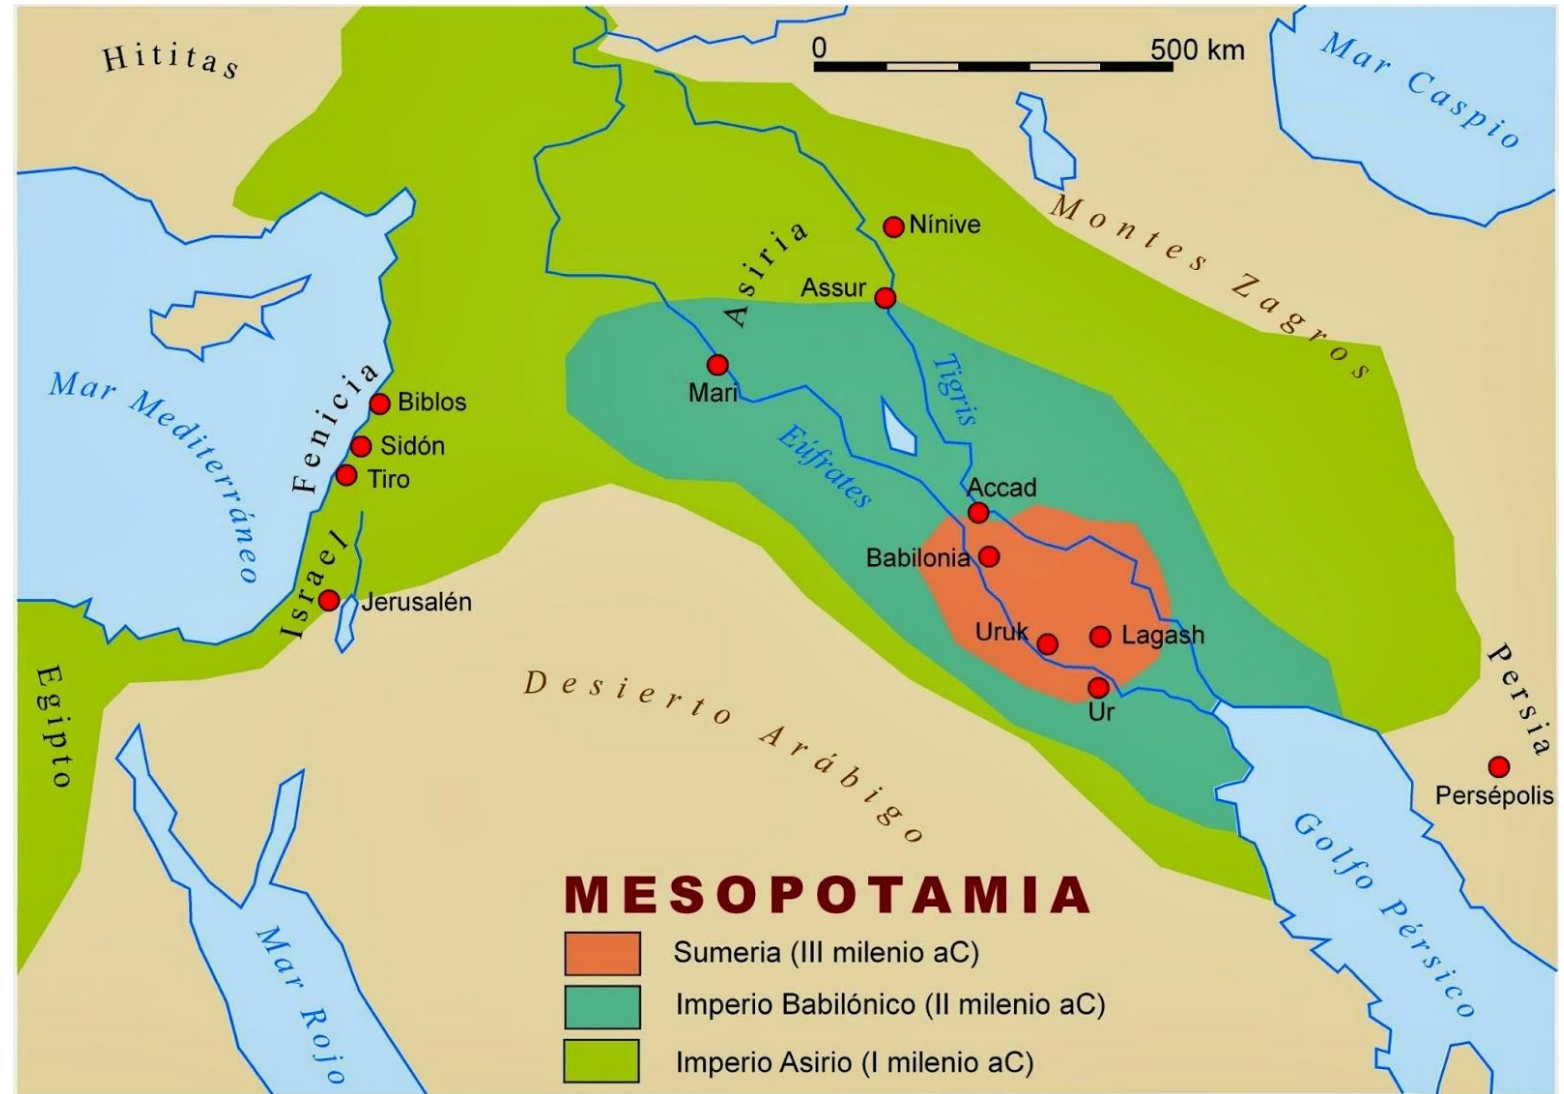 0
500 km
Hititas
Mar Caspio
Montes Zagros
Nínive
Asiria
Assur
Tigris
Mari
Mar Mediterráneo
Fenicia
Biblos
Sidón
Tiro
Eúfrates
Accad
Babilonia
Israel
Jerusalén
Uruk
Lagash
Ur
Egipto
Desierto Arábigo
Persia
Persépolis
Golfo Pérsico
Mar Rojo
MESOPOTAMIA
Sumeria (III milenio aC)
Imperio Babilónico (II milenio aC)
Imperio Asirio (I milenio aC)